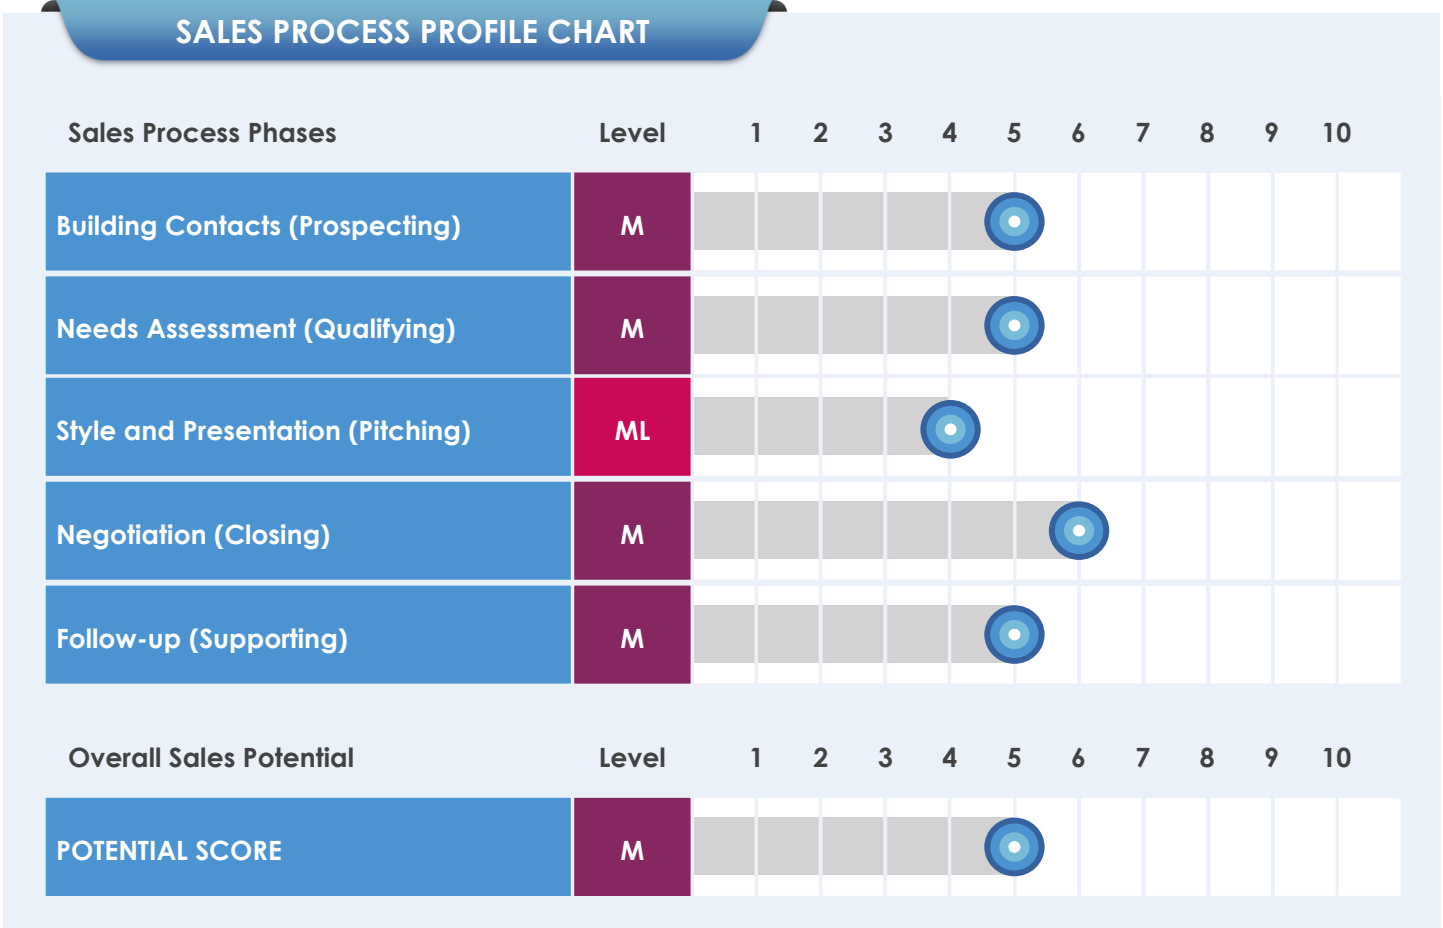 SALES PROCESS PROFILE CHART
Sales Process Phases Level 1 2 3 4 5 6 7 8 9 10
Building Contacts (Prospecting) M
Needs Assessment (Qualifying) M
Style and Presentation (Pitching) ML
Negotiation (Closing) M
Follow-up (Supporting) M
Overall Sales Potential Level 1 2 3 4 5 6 7 8 9 10
POTENTIAL SCORE M